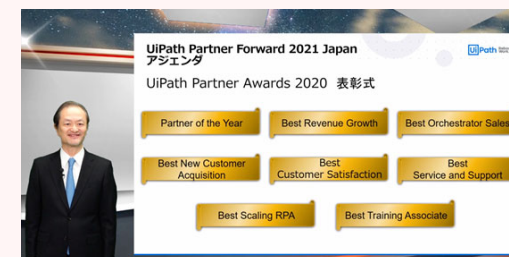 UiPath Partner Forward 2021 Japan
アジェンダ
UiPath
UiPath Partner Awards 2020 表彰式
Partner of the Year
Best Revenue Growth
Best Orchestrator Sales
Best New Customer
Acquisition
Best
Customer Satisfaction
Best
Service and Support
Best Scaling RPA
Best Training Associate